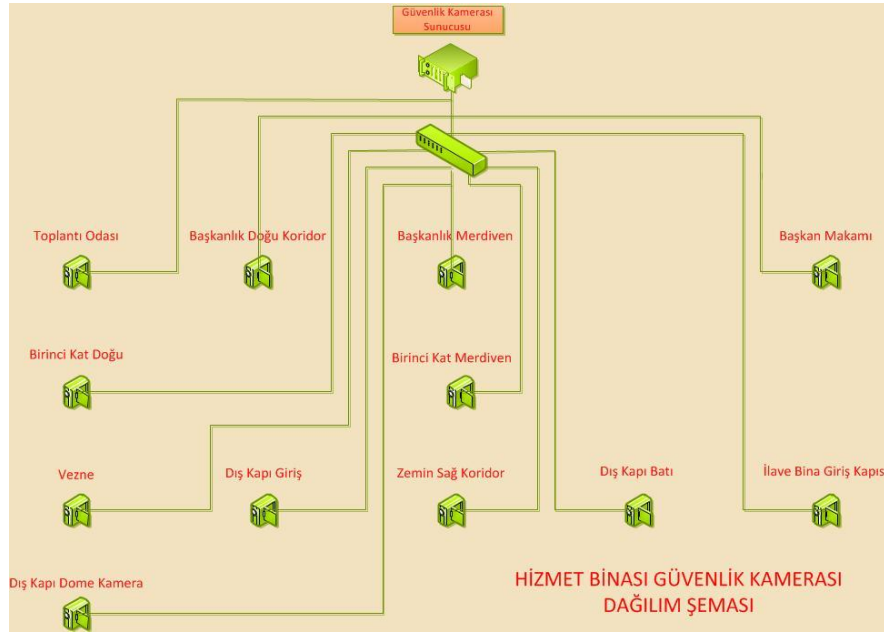 Güvenlik Kamerası
Sunucusu
Toplantı Odası
Başkanlık Doğu Koridor
Başkanlık Merdiven
Başkan Makamı
Birinci Kat Doğu
Birinci Kat Merdiven
Vezne
Dış Kapı Giriş
Zemin Sağ Koridor
Dış Kapı Batı
İlave Bina Giriş Kapıs
Dış Kapı Dome Kamera
HİZMET BİNASI GÜVENLİK KAMERASI
DAĞILIM ŞEMASI